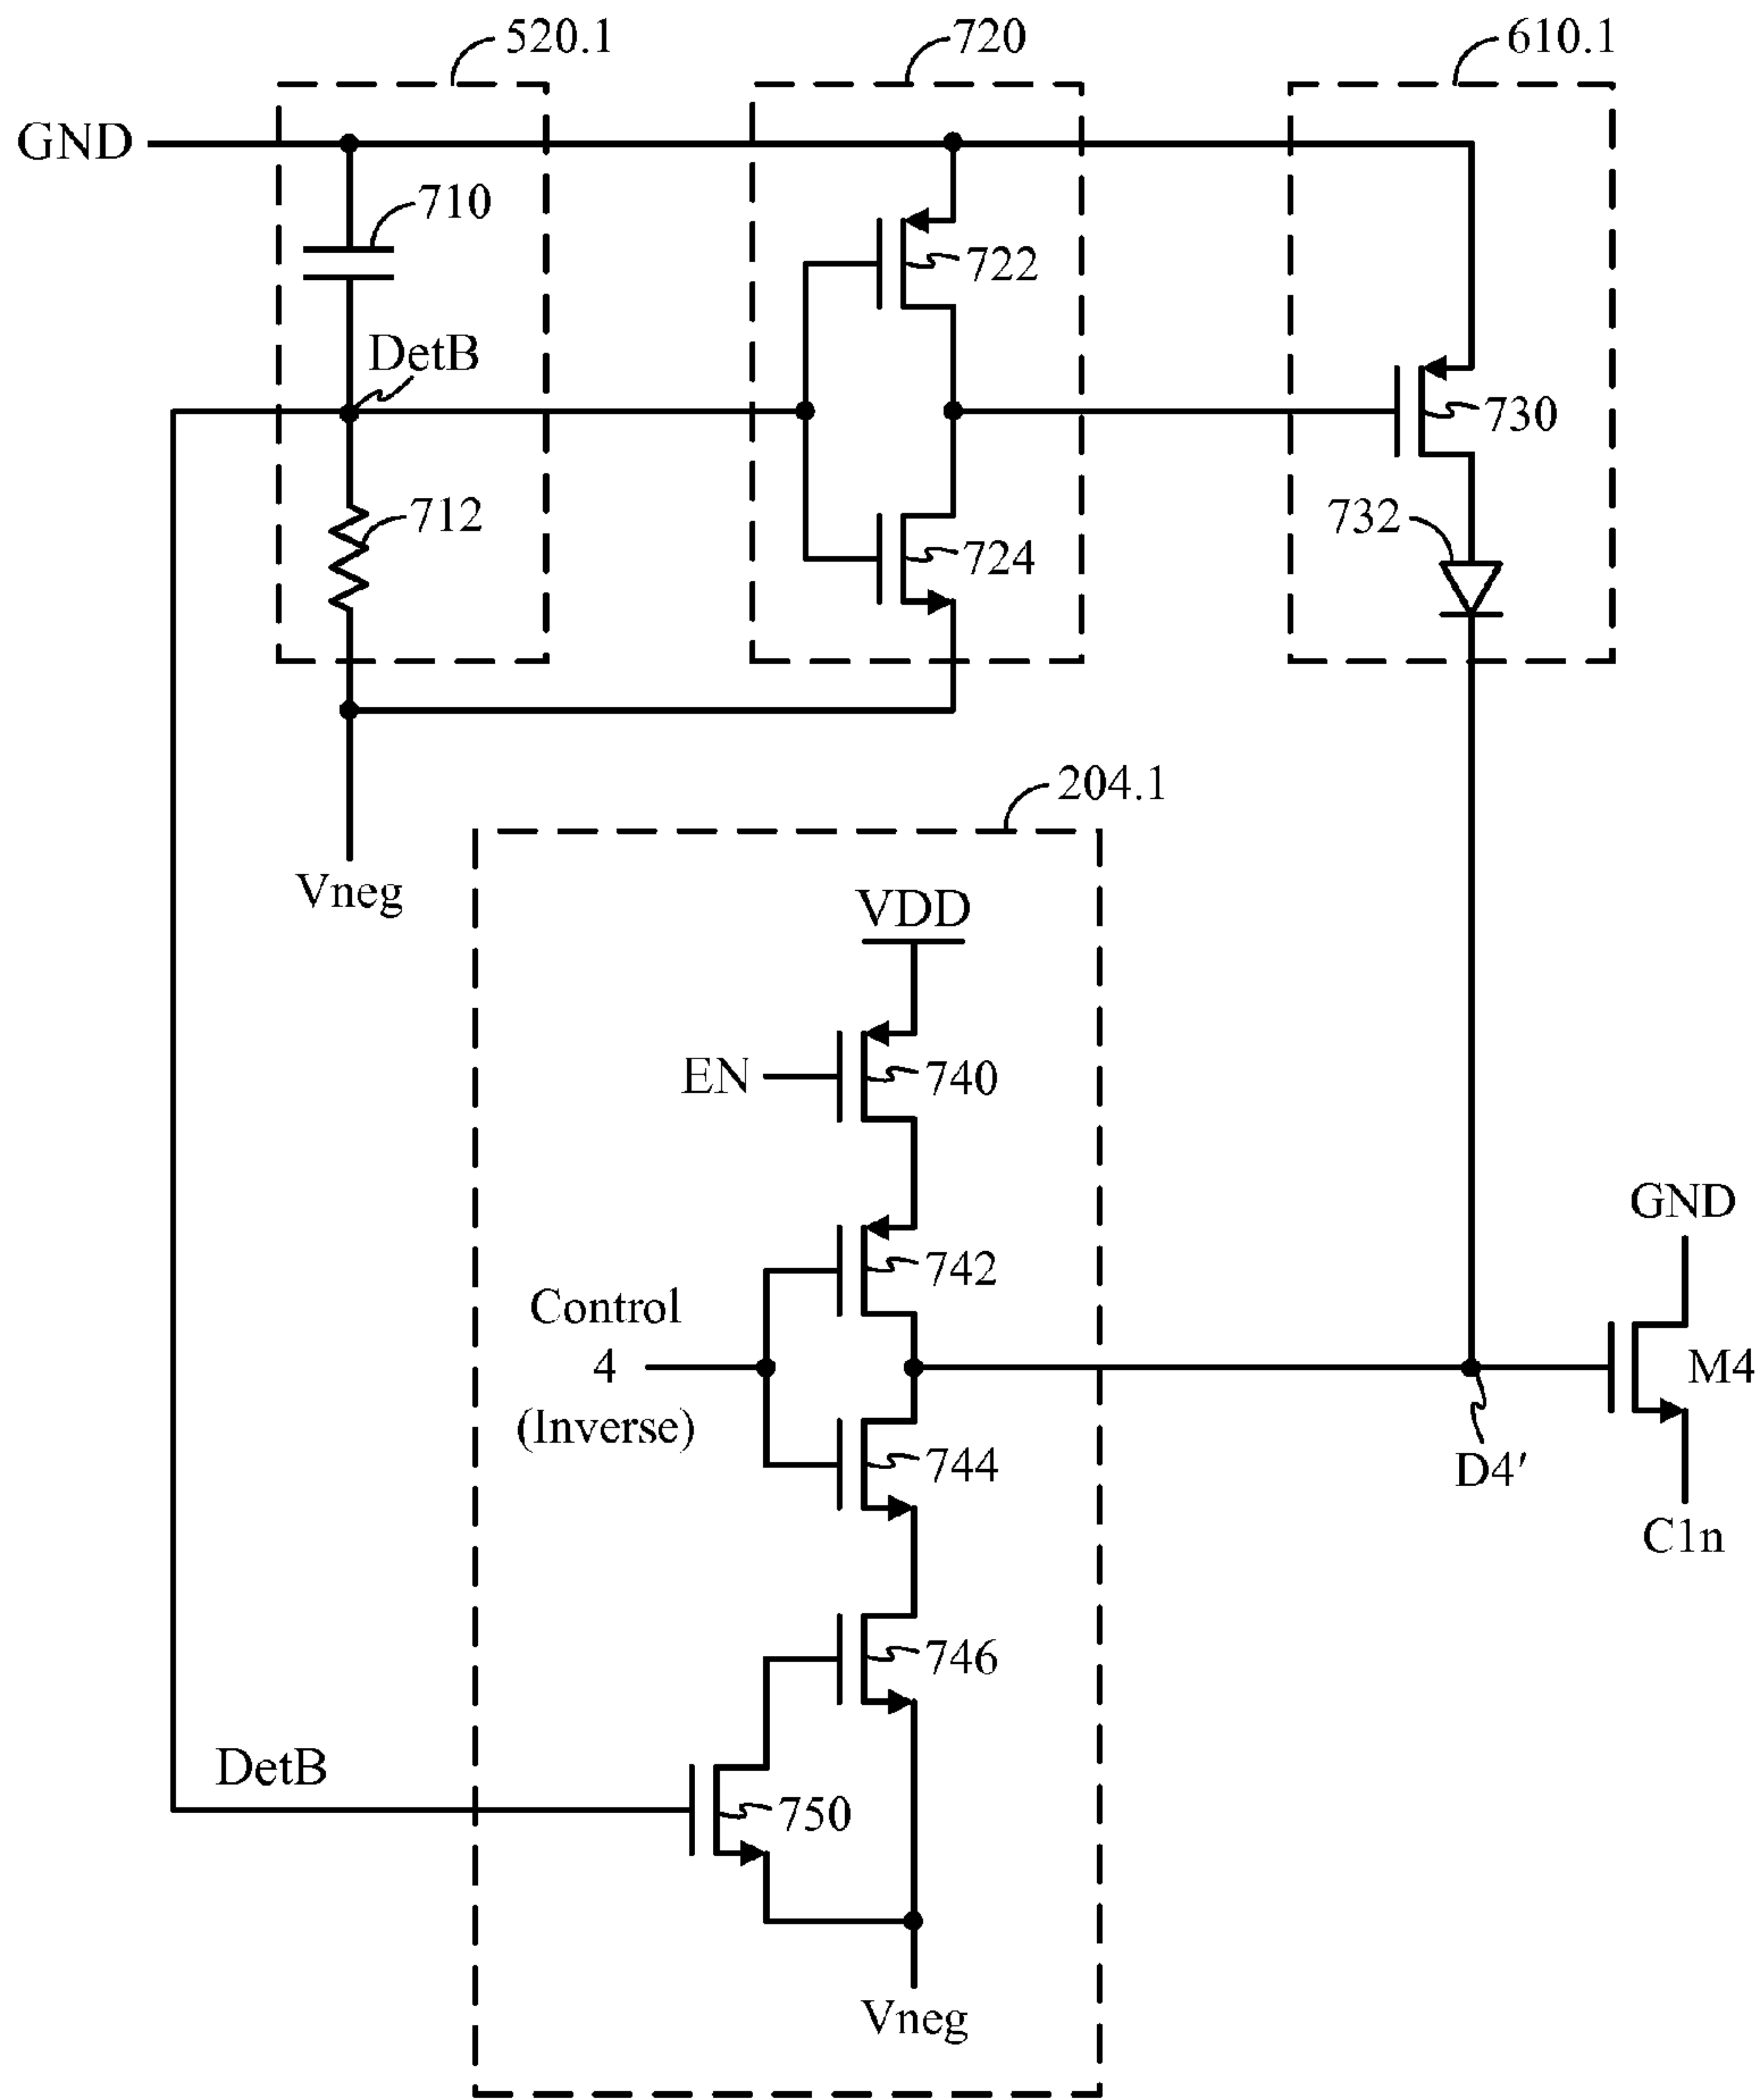 520.1
720
610.1
GND
710
722
DetB
730
712
732
724
204.1
Vneg
VDD
EN
740
GND
742
Control
4
(Inverse)
M4
744
D4′
C1n
746
DetB
750
Vneg